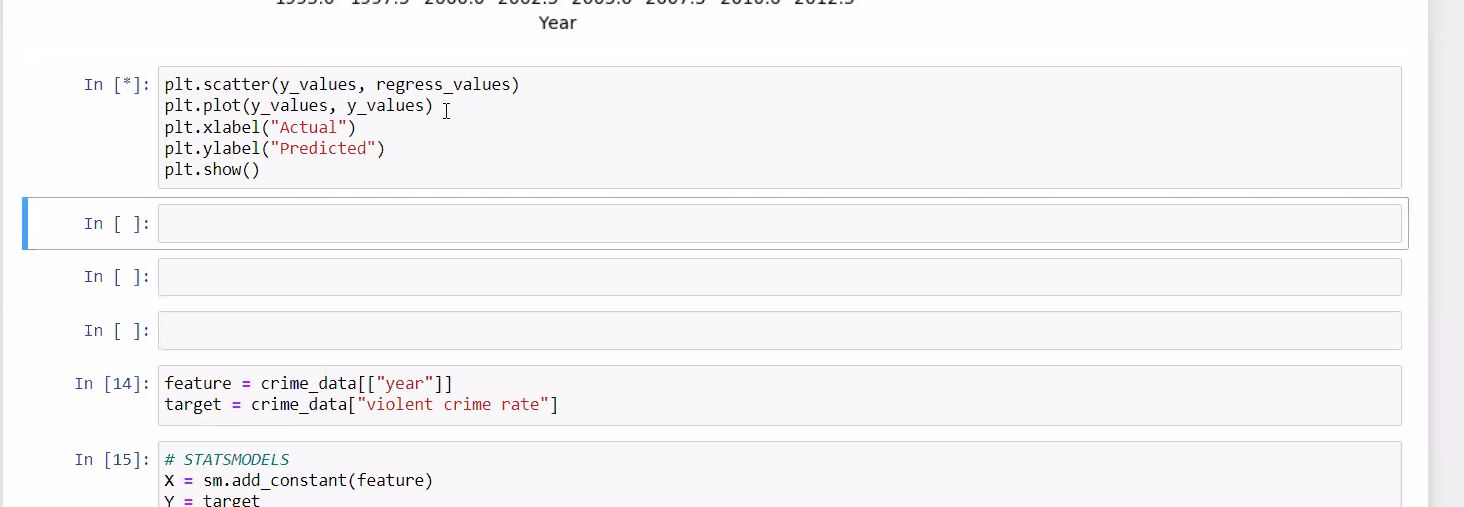 1995.0 1997.5 2000.0 2002.5 2005.0 2007.5 2010.0 2012.5
Year
In [*]: plt.scatter(y_values, regress_values)
plt.plot(y_values, y_values)
plt.xlabel("Actual")
plt.ylabel("Predicted")
plt.show()
In [ ]:
In [ ]:
In [ ]:
In [14]: feature = crime_data[["year"]]
target = crime_data["violent crime rate"]
In [15]: # STATSMODELS
X = sm.add_constant(feature)
Y = target